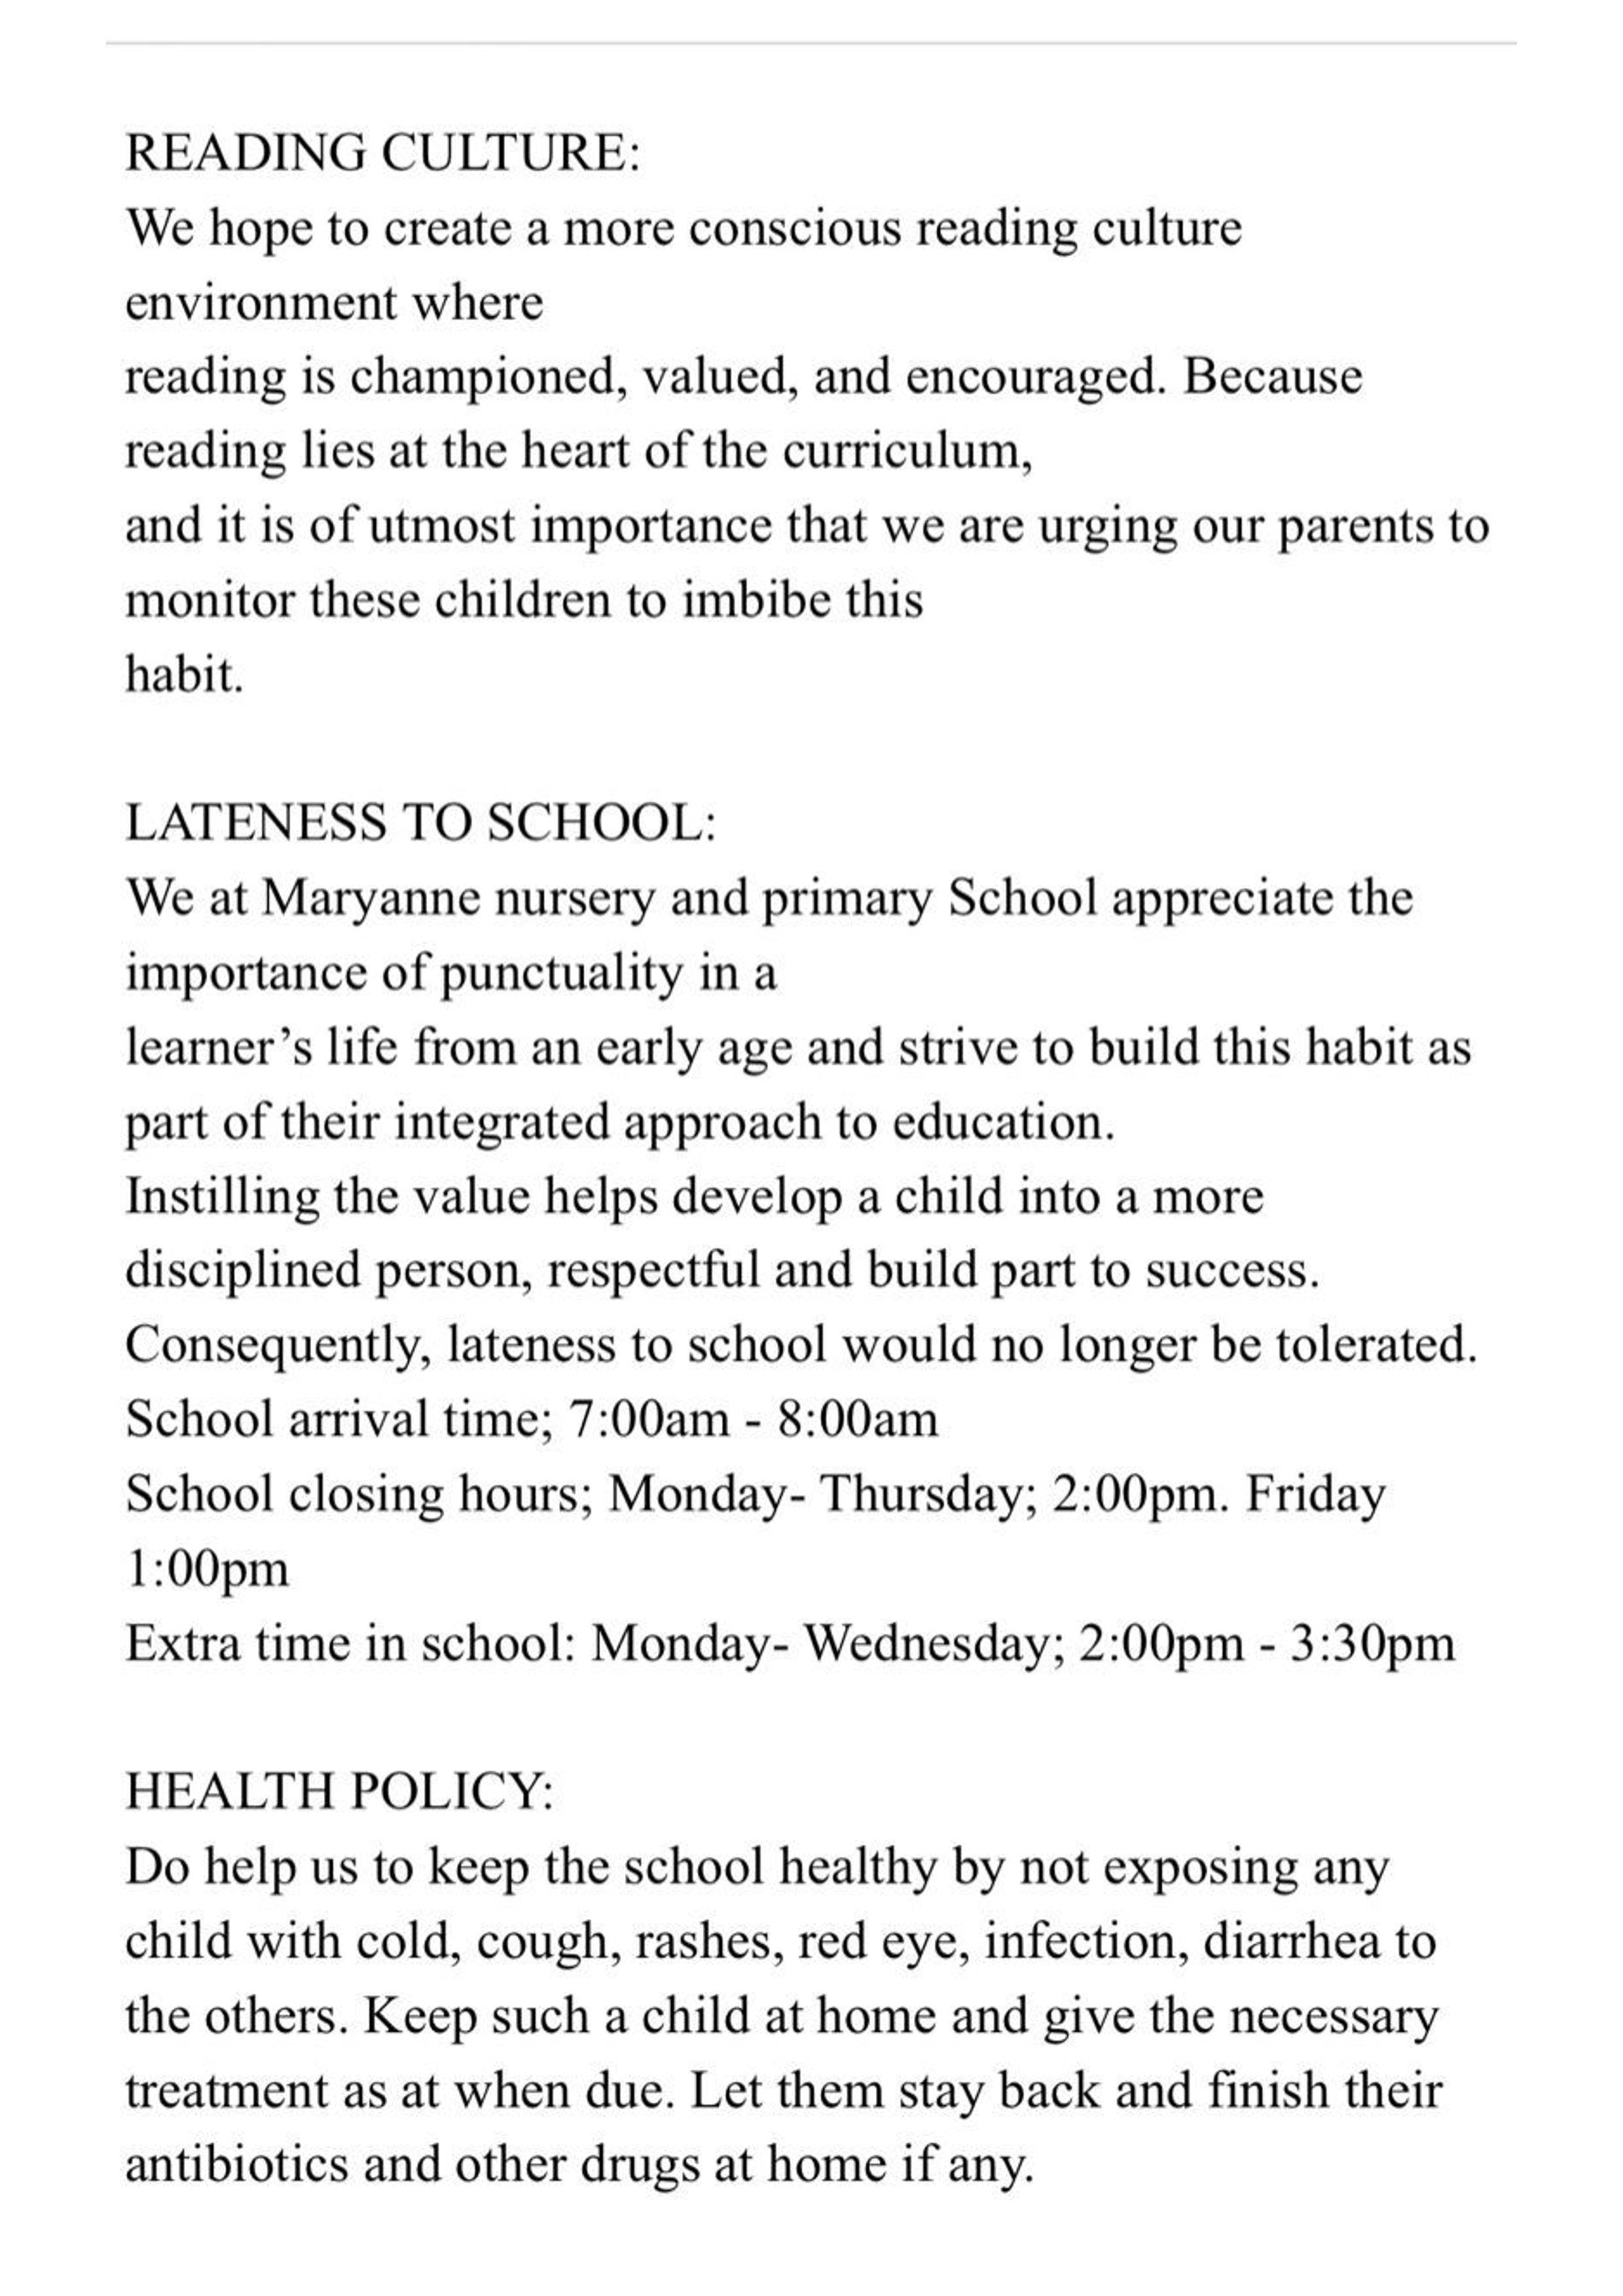 READING CULTURE:
We hope to create a more conscious reading culture
environment where
reading is championed, valued, and encouraged. Because
reading lies at the heart of the curriculum,
and it is of utmost importance that we are urging our parents to
monitor these children to imbibe this
habit.
LATENESS TO SCHOOL:
We at Maryanne nursery and primary School appreciate the
importance of punctuality in a
learner’s life from an early age and strive to build this habit as
part of their integrated approach to education.
Instilling the value helps develop a child into a more
disciplined person, respectful and build part to success.
Consequently, lateness to school would no longer be tolerated.
School arrival time; 7:00am - 8:00am
School closing hours; Monday- Thursday; 2:00pm. Friday
1:00pm
Extra time in school: Monday- Wednesday; 2:00pm - 3:30pm
HEALTH POLICY:
Do help us to keep the school healthy by not exposing any
child with cold, cough, rashes, red eye, infection, diarrhea to
the others. Keep such a child at home and give the necessary
treatment as at when due. Let them stay back and finish their
antibiotics and other drugs at home if any.